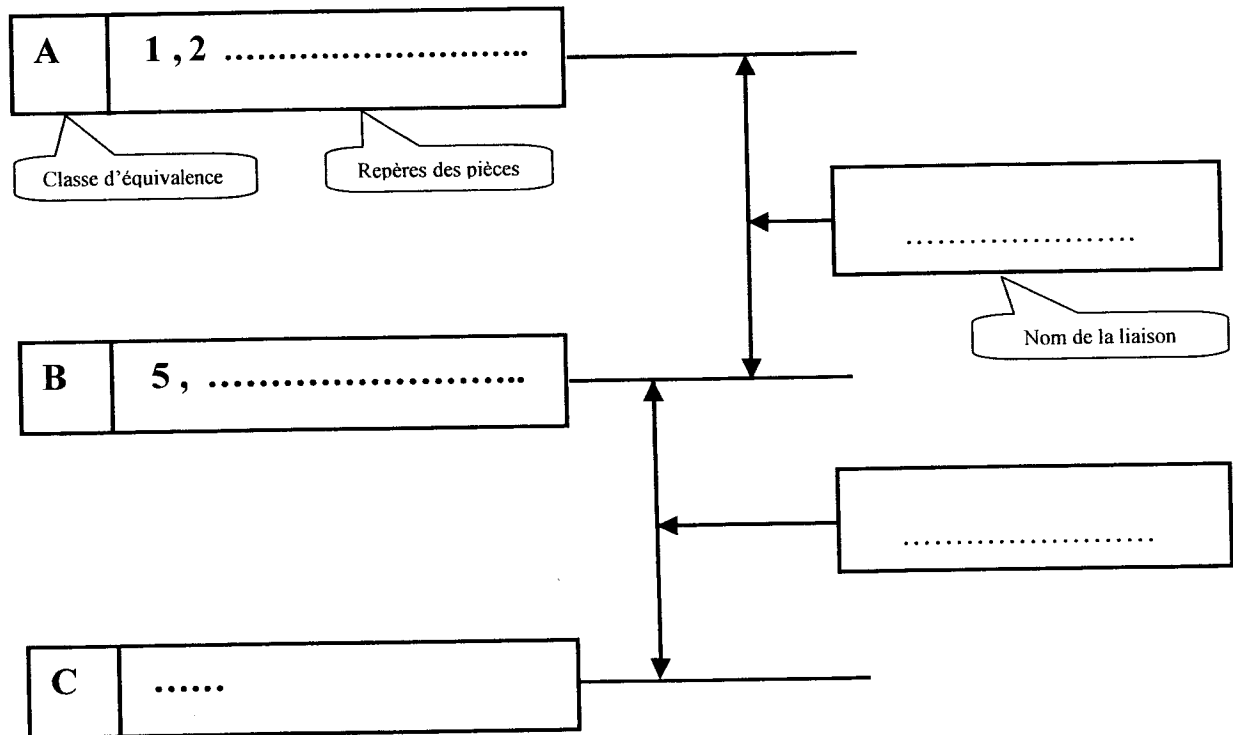 A 1 , 2 ................................
Classe d'équivalence
Repères des pièces
......................
Nom de la liaison
B 5 , ..............................
........................
C ......